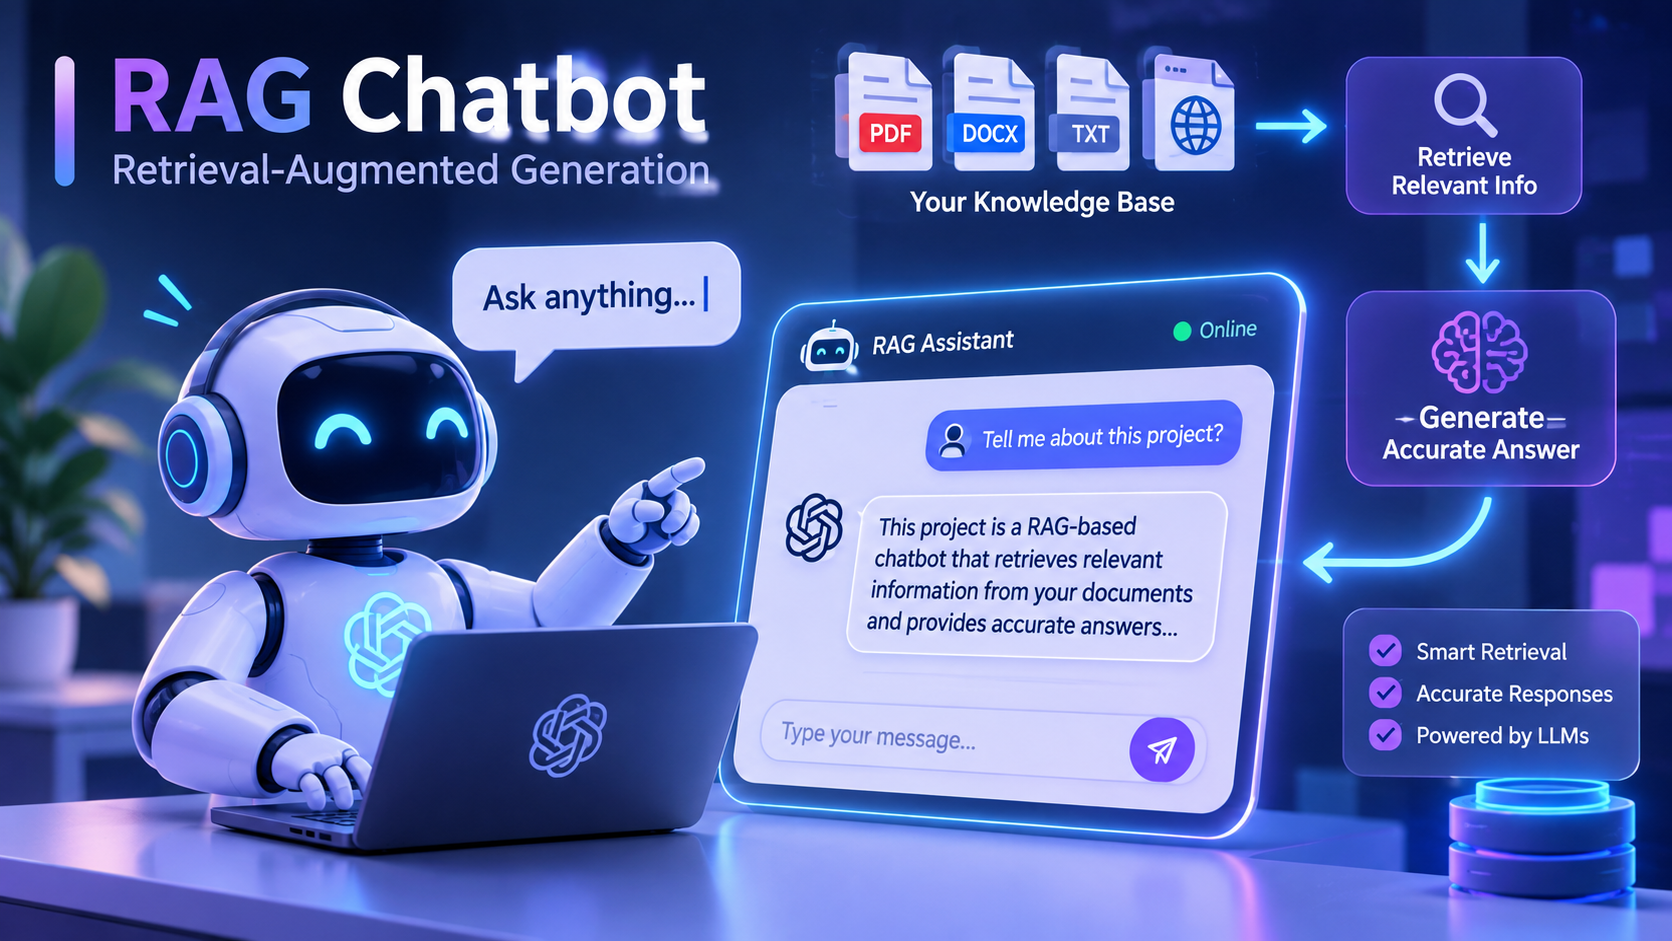 RAG Chatbot
Retrieval-Augmented Generation
PDF
DOCX
TXT
Your Knowledge Base
Retrieve
Relevant Info
Generate
Accurate Answer
Ask anything...
RAG Assistant
Online
Tell me about this project?
This project is a RAG-based
chatbot that retrieves relevant
information from your documents
and provides accurate answers...
Type your message...
Smart Retrieval
Accurate Responses
Powered by LLMs